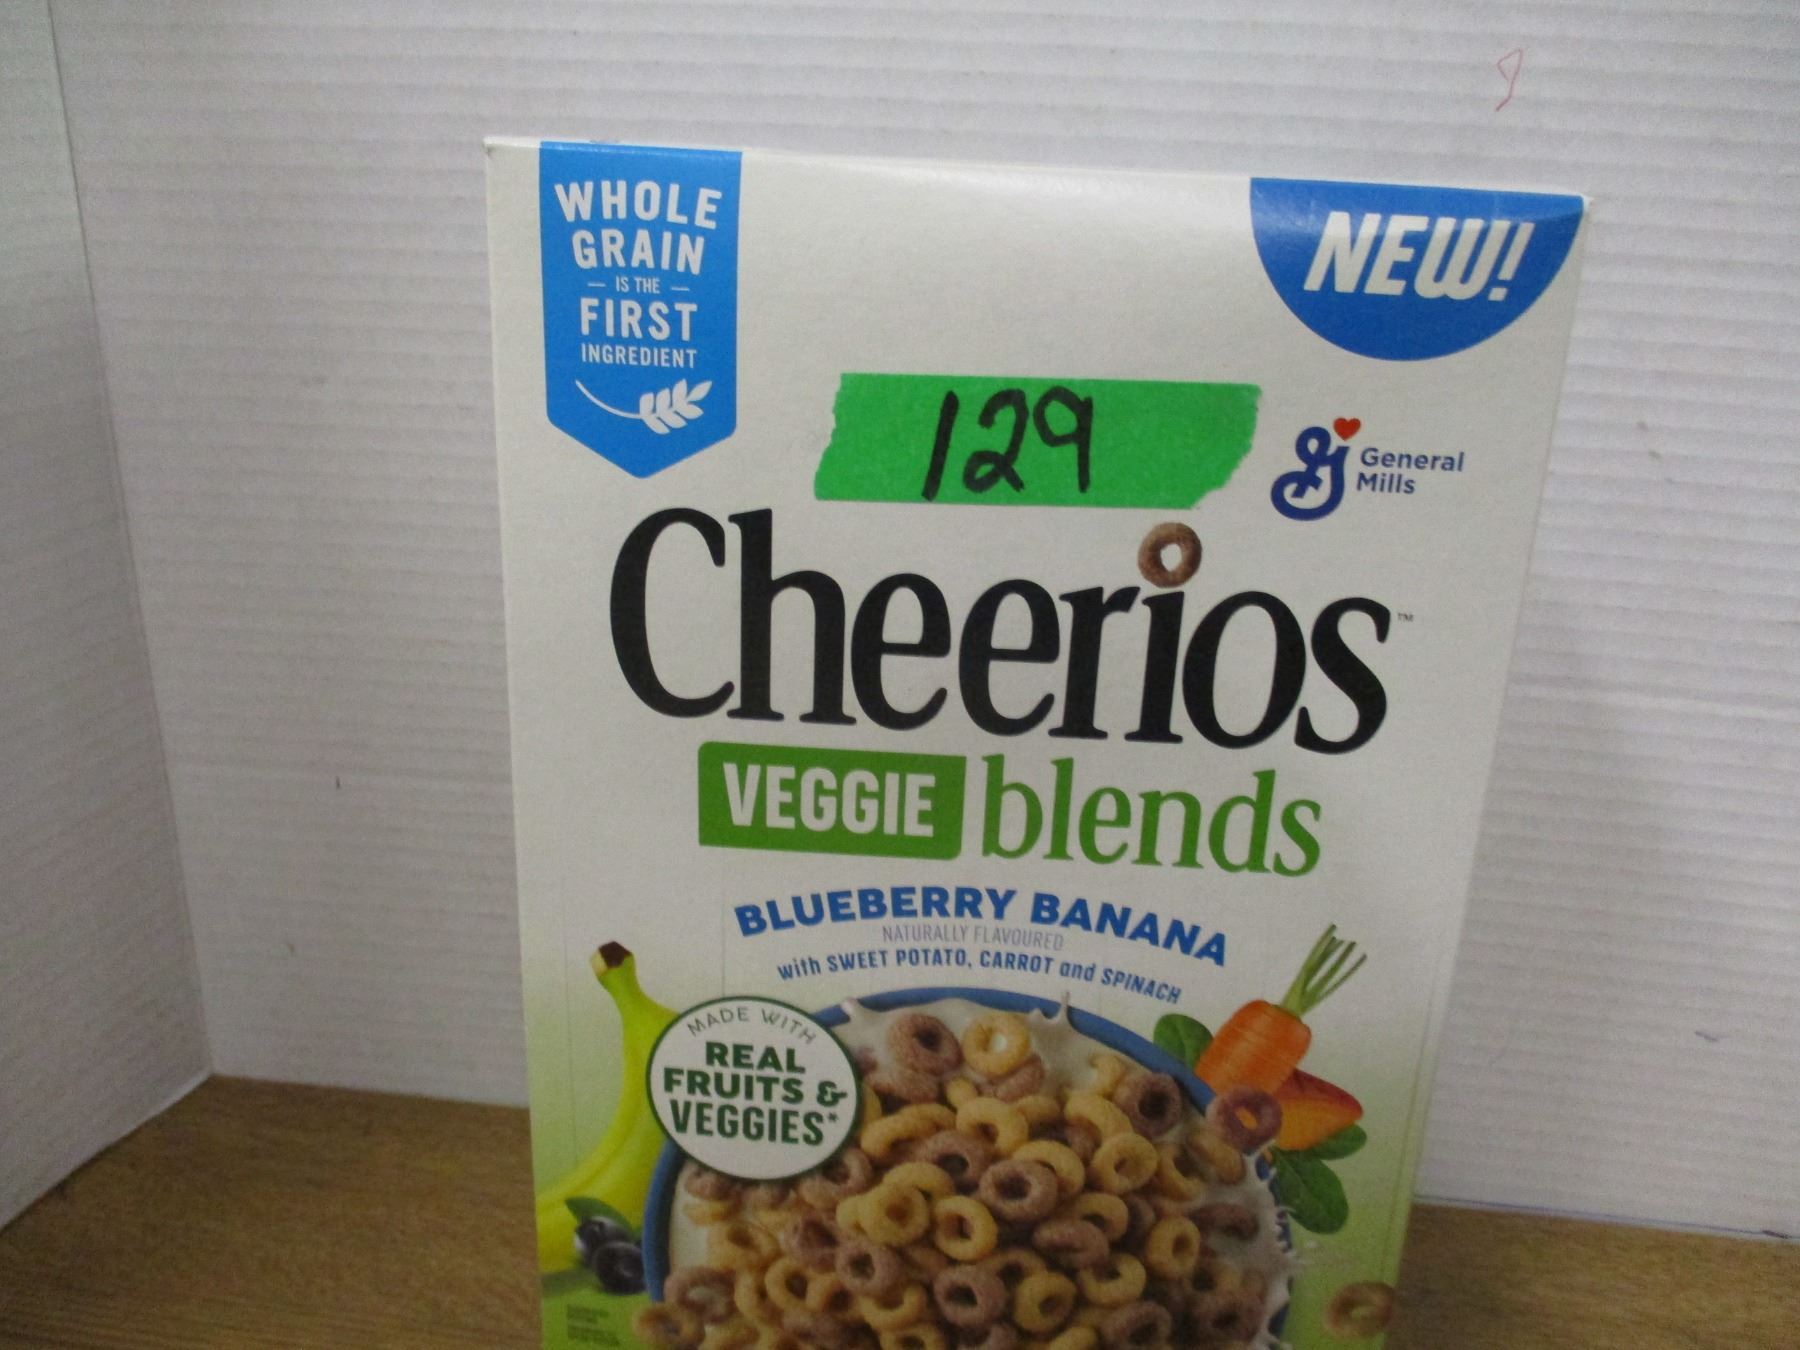 WHOLE
GRAIN
IS THE
FIRST
INGREDIENT
NEW!
129
General
Mills
Cheerios™
VEGGIE blends
BLUEBERRY BANANA
NATURALLY FLAVOURED
with SWEET POTATO, CARROT and SPINACH
MADE WITH
REAL
FRUITS &
VEGGIES*